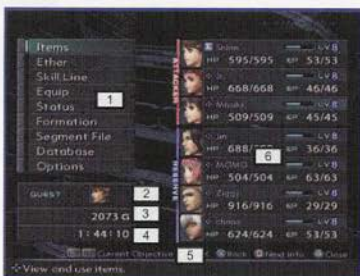 Items
Ether
Skill Line
Equip
Status
Formation
Segment File
Database
Options
1
GUEST
2
2073 G
3
1:44:10
4
Current Objective
5
Back
Next Info
Close
View and use items.
ATTACKER
RESERVE
Shion LV 8
HP 595/595 EP 53/53
Jr. LV 8
HP 668/668 EP 46/46
LV 8
HP 509/509 EP 45/45
Jin LV 8
HP 688/ EP 36/36
6
MOMO LV 8
HP 504/504 EP 63/63
Ziggy LV 8
HP 916/916 EP 29/29
chaos LV 8
HP 624/624 EP 53/53